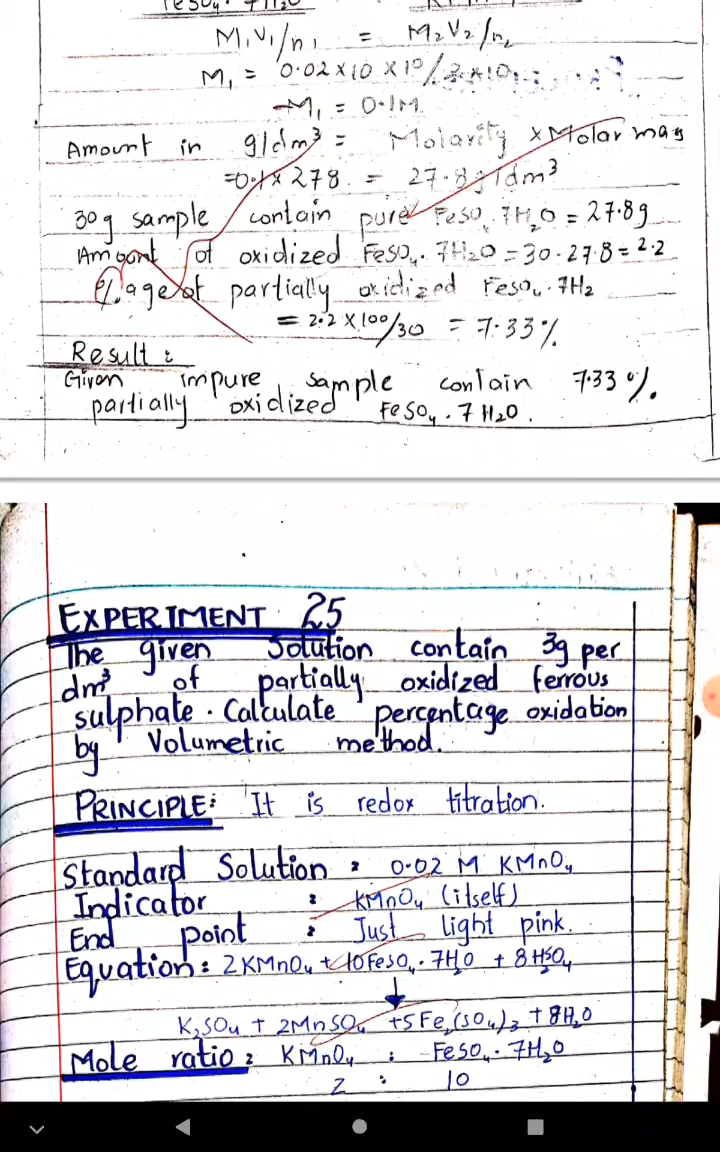 M₁V₁/n₁ = M₂V₂/n₂
M₁ = 0.02 × 10 × 10/2 × 10
M₁ = 0.1M
Amount in g/dm³ = Molarity × Molar mass
=0.1 × 278 = 27.8g/dm³
30g sample contain pure FeSO₄.7H₂O = 27.8g
Amount of oxidized FeSO₄.7H₂O = 30-27.8 = 2.2
%age of partially oxidized FeSO₄.7H₂
= 2.2 × 100/30 = 7.33%
Result:
Given impure sample contain 7.33%
partially oxidized FeSO₄.7H₂O.
EXPERIMENT 25
The given Solution contain 3g per
dm³ of partially oxidized ferrous
sulphate. Calculate percentage oxidation
by Volumetric method.
PRINCIPLE: It is redox titration.
Standard Solution : 0.02 M KMnO₄
Indicator : KMnO₄ (itself)
End point : Just light pink.
Equation: 2KMnO₄ + 10FeSO₄.7H₂O + 8H₂SO₄
↓
K₂SO₄ + 2MnSO₄ + 5Fe₂(SO₄)₃ + 8H₂O
Mole ratio: KMnO₄ : FeSO₄.7H₂O
2 : 10